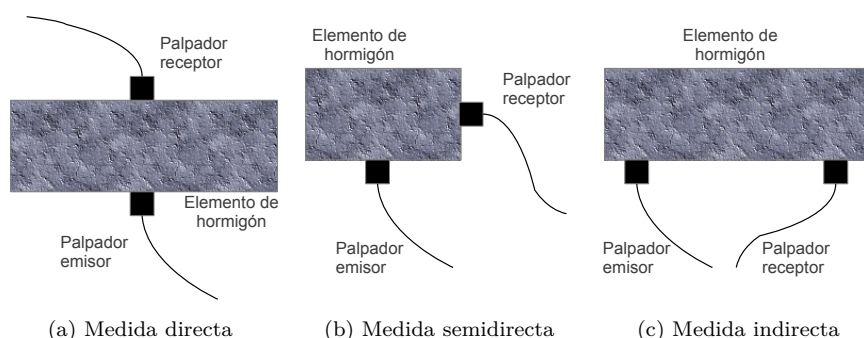 Palpador
receptor
Elemento de
hormigón
Palpador
emisor
(a) Medida directa
Elemento de
hormigón
Palpador
receptor
Palpador
emisor
(b) Medida semidirecta
Elemento de
hormigón
Palpador
emisor
Palpador
receptor
(c) Medida indirecta